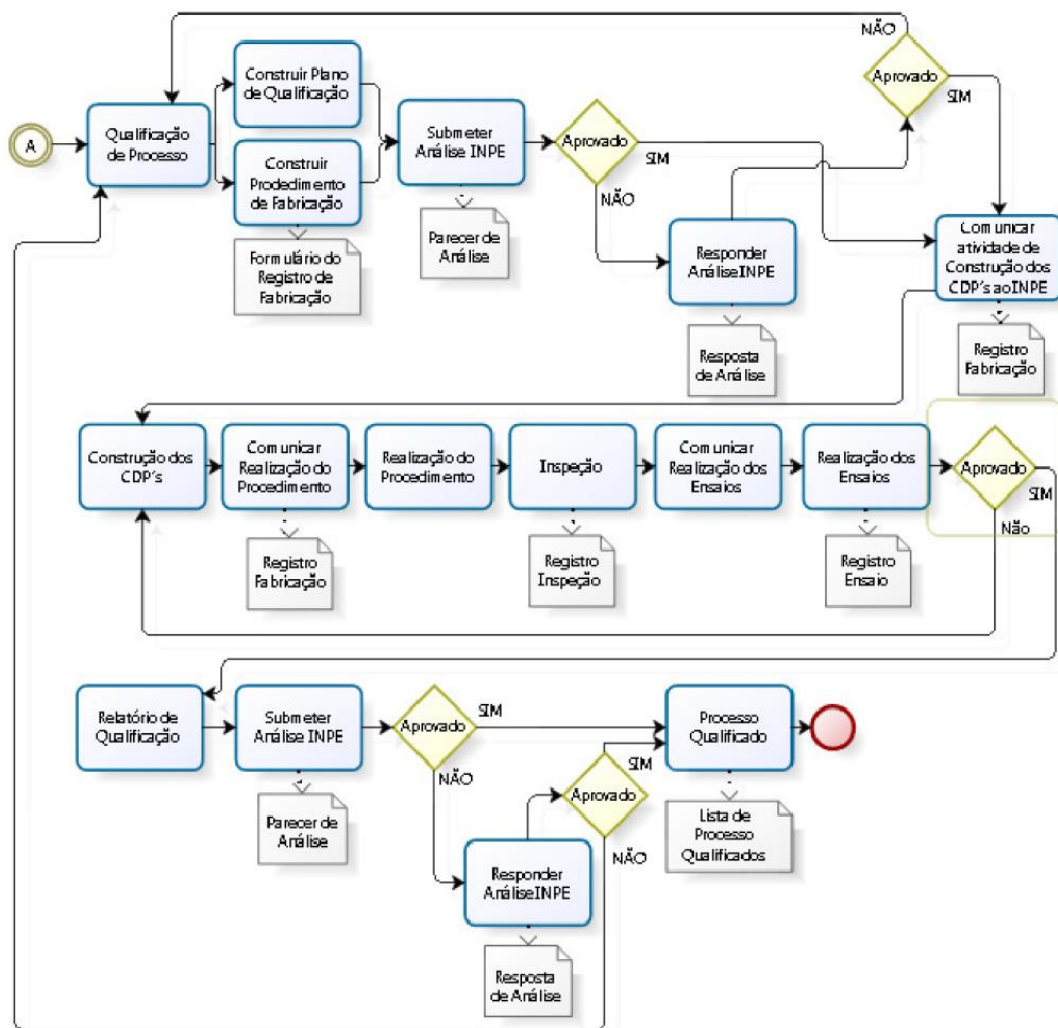 NÃO
Aprovado
SIM
Construir Plano
de Qualificação
A
Qualificação
de Processo
Submeter
Análise INPE
Aprovado
SIM
NÃO
Construir
Prodedimento
de Fabricação
Formulário do
Registro de
Fabricação
Parecer de
Análise
Responder
Análise INPE
Resposta
de Análise
Comunicar
atividade de
Construção dos
CDP's ao INPE
Registro
Fabricação
Construção dos
CDP's
Comunicar
Realização do
Procedimento
Realização do
Procedimento
Inspeção
Comunicar
Realização dos
Ensaios
Realização dos
Ensaios
Aprovado
SIM
Não
Registro
Fabricação
Registro
Inspeção
Registro
Ensaio
Relatório de
Qualificação
Submeter
Análise INPE
Aprovado
SIM
NÃO
Processo
Qualificado
Aprovado
SIM
NÃO
Parecer de
Análise
Responder
Análise INPE
Resposta
de Análise
Lista de
Processo
Qualificados